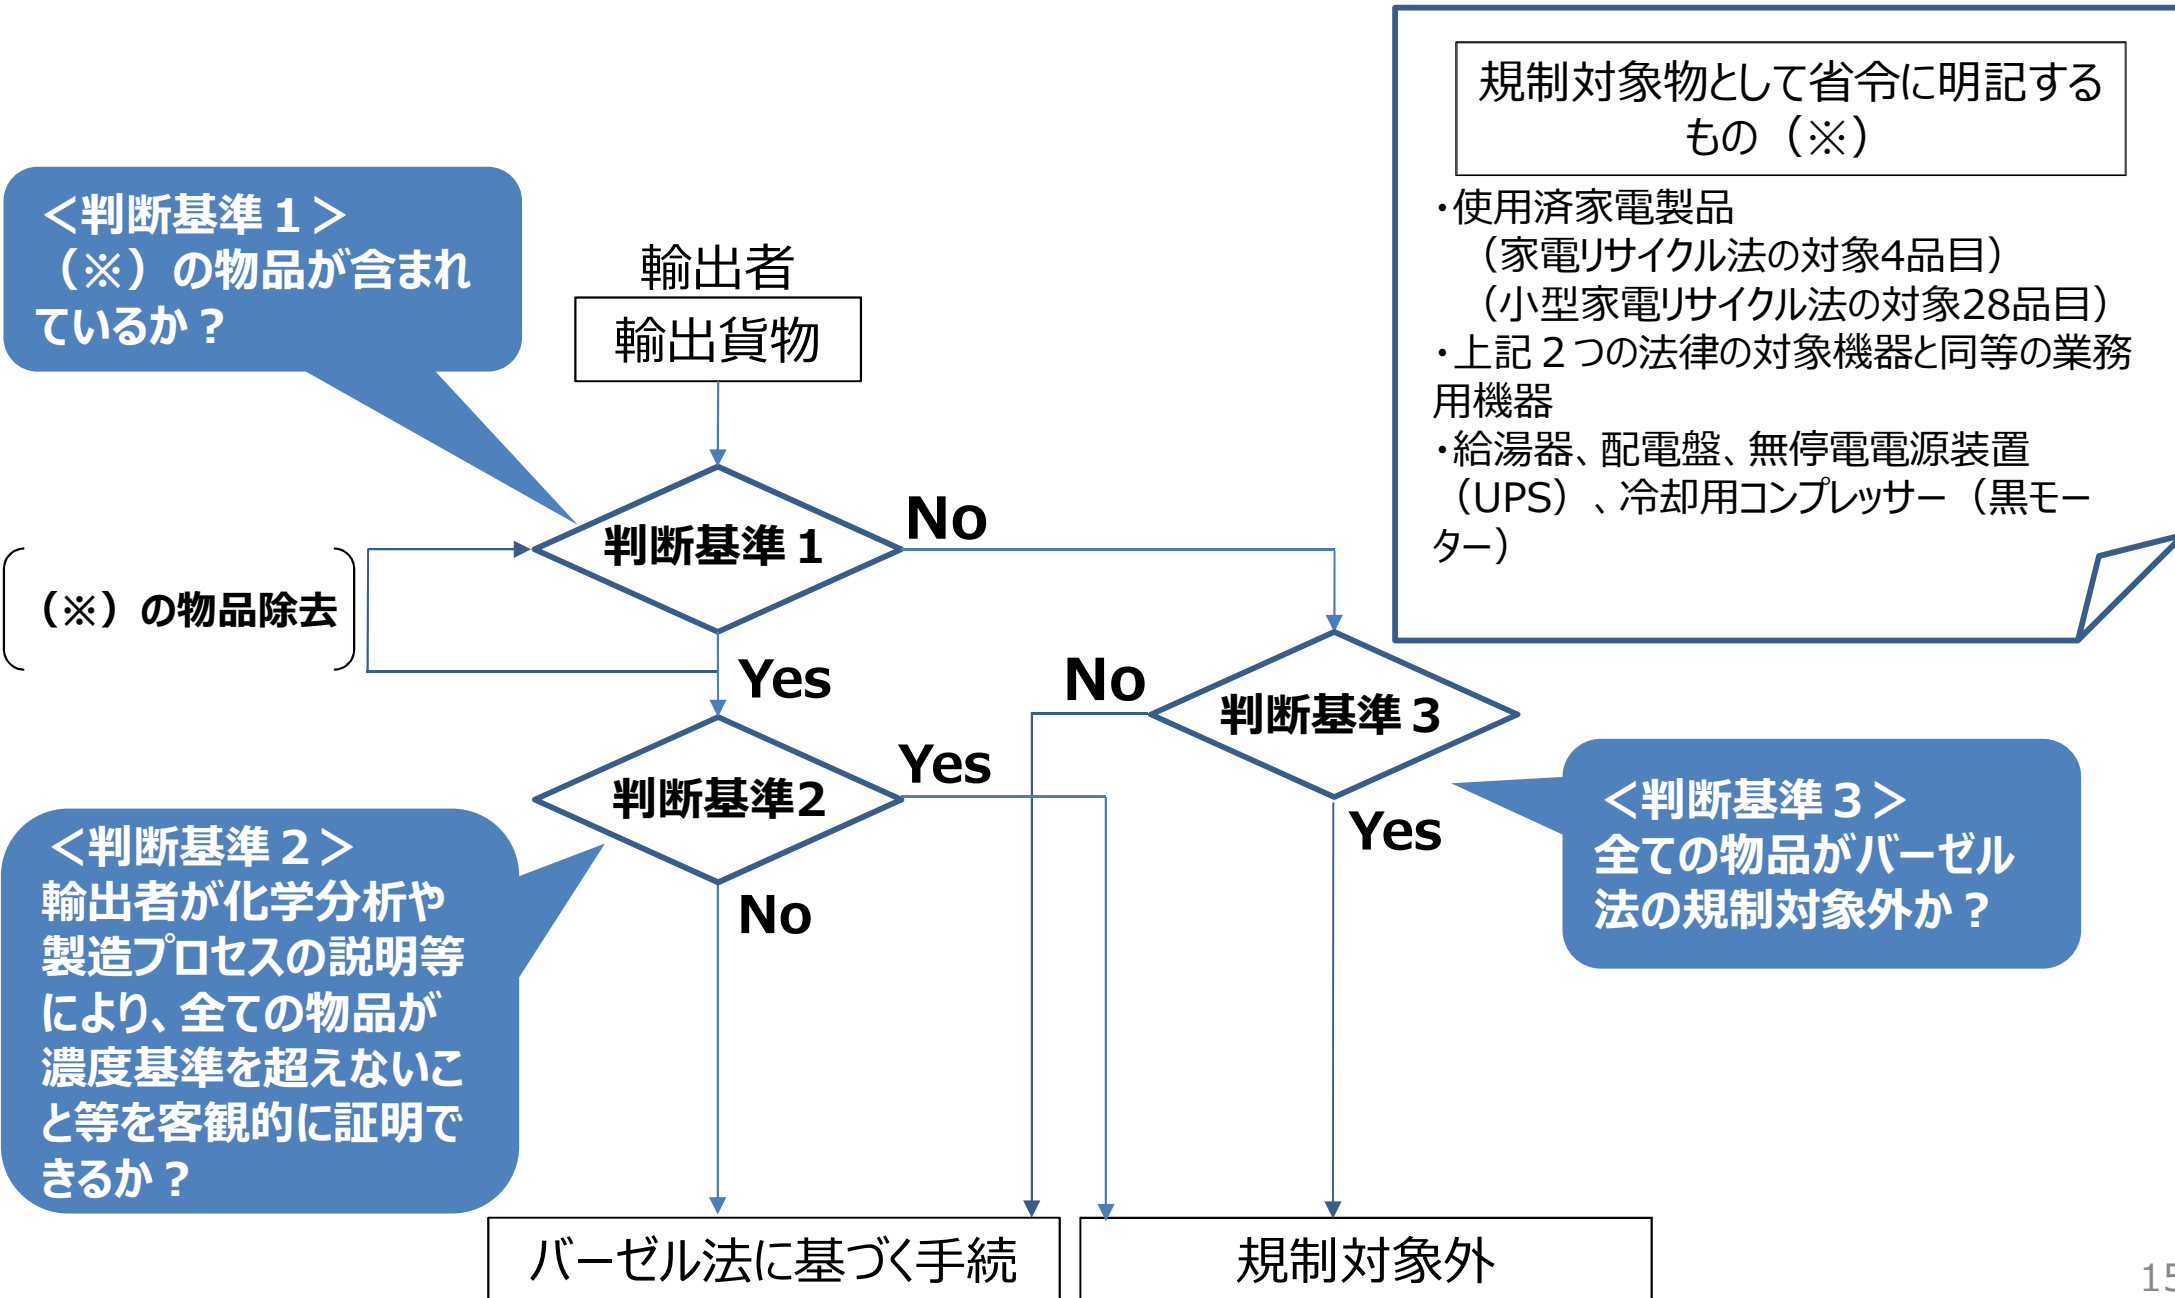 規制対象物として省令に明記する
もの（※）
・使用済家電製品
（家電リサイクル法の対象4品目）
（小型家電リサイクル法の対象28品目）
・上記２つの法律の対象機器と同等の業務
用機器
・給湯器、配電盤、無停電電源装置
（UPS）、冷却用コンプレッサー（黒モー
ター）
＜判断基準１＞
（※）の物品が含まれ
ているか？
輸出者
輸出貨物
判断基準１
No
（※）の物品除去
Yes
No
判断基準３
判断基準2
Yes
Yes
No
＜判断基準３＞
全ての物品がバーゼル
法の規制対象外か？
＜判断基準２＞
輸出者が化学分析や
製造プロセスの説明等
により、全ての物品が
濃度基準を超えないこ
と等を客観的に証明で
きるか？
バーゼル法に基づく手続
規制対象外
15